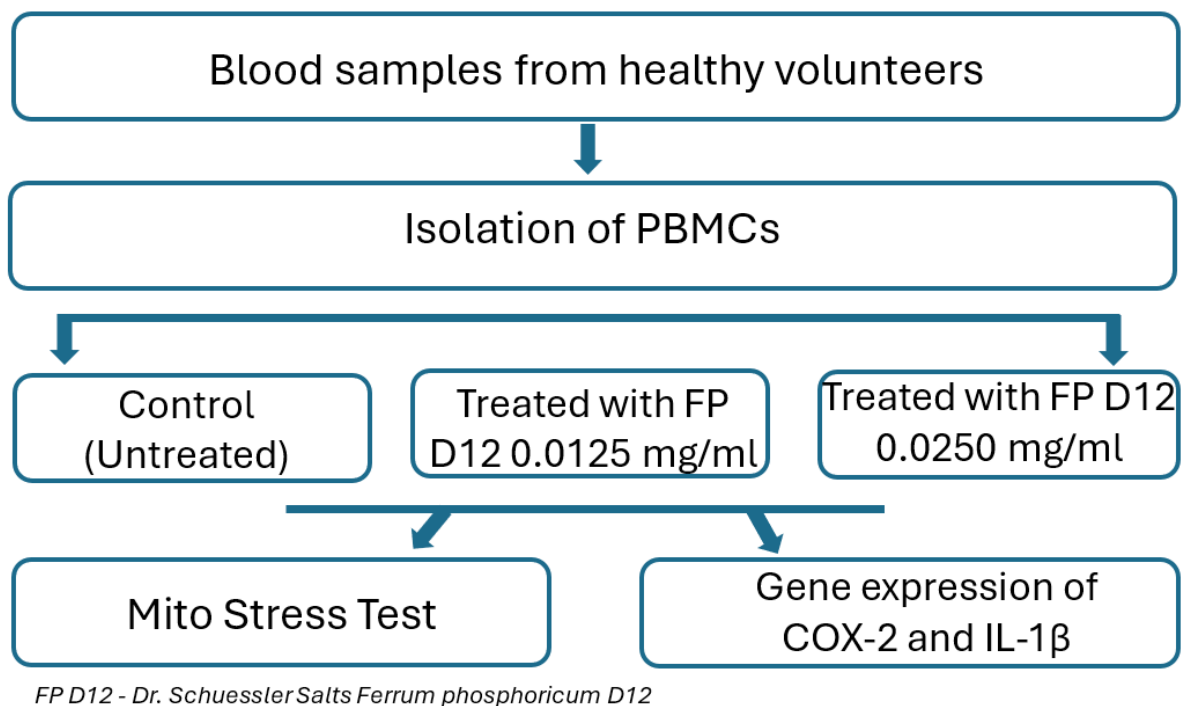 Blood samples from healthy volunteers
Isolation of PBMCs
Control
(Untreated)
Treated with FP
D12 0.0125 mg/ml
Treated with FP D12
0.0250 mg/ml
Mito Stress Test
Gene expression of
COX-2 and IL-1β
FP D12 - Dr. Schuessler Salts Ferrum phosphoricum D12